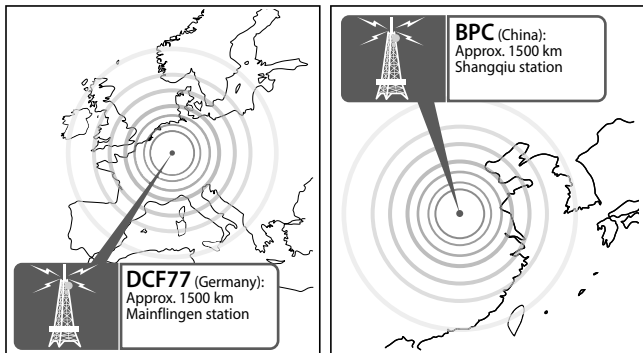 DCF77 (Germany):
Approx. 1500 km
Mainflingen station
BPC (China):
Approx. 1500 km
Shangqiu station